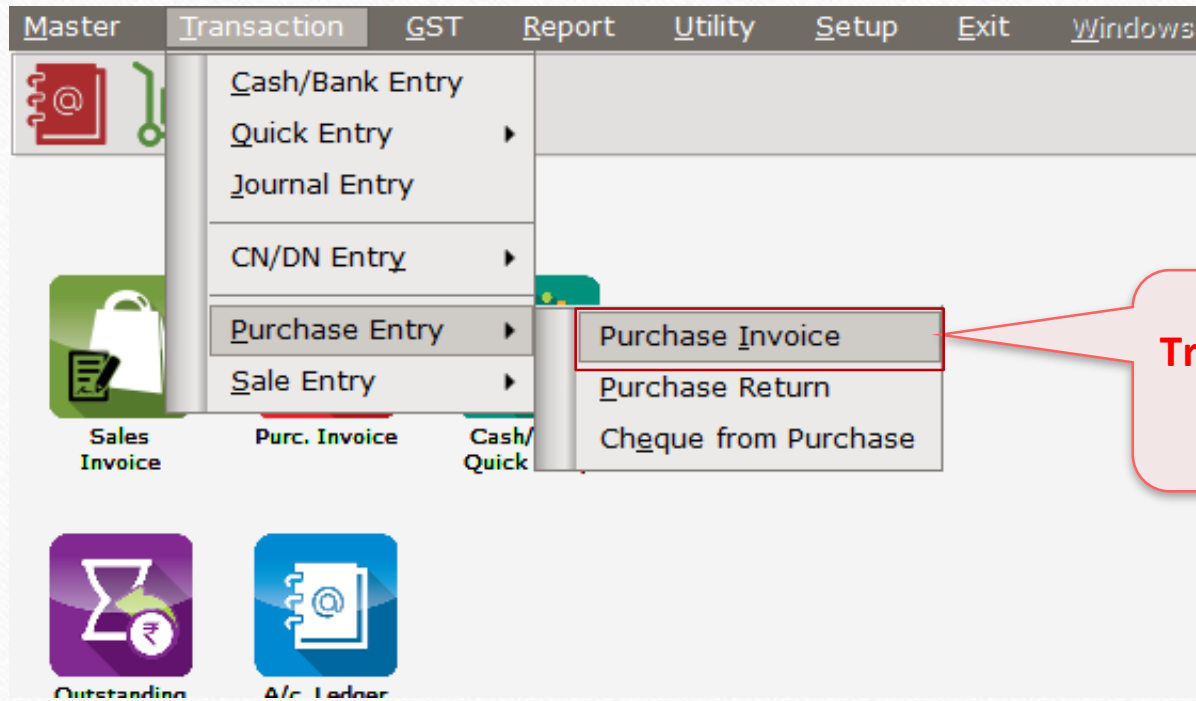 Master Transaction GST Report Utility Setup Exit Windows
Cash/Bank Entry
Quick Entry
Journal Entry
CN/DN Entry
Purchase Entry
Sale Entry
Purchase Invoice
Purchase Return
Cheque from Purchase
Tr
Sales
Invoice
Purc. Invoice
Cash/
Quick
Outstanding
A/c. Ledger